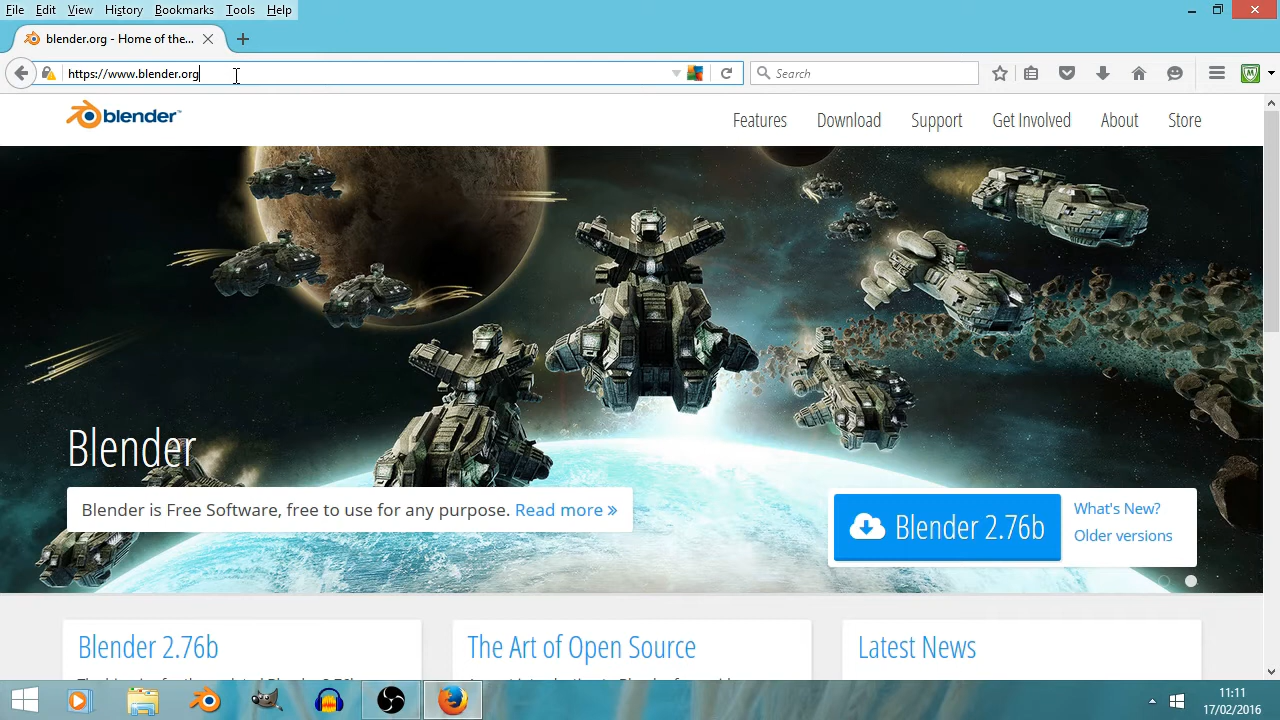 File Edit View History Bookmarks Tools Help
blender.org - Home of the...
https://www.blender.org
Search
blender™
Features Download Support Get Involved About Store
Blender
Blender is Free Software, free to use for any purpose. Read more »
Blender 2.76b
What's New?
Older versions
Blender 2.76b
The Art of Open Source
Latest News
11:11
17/02/2016